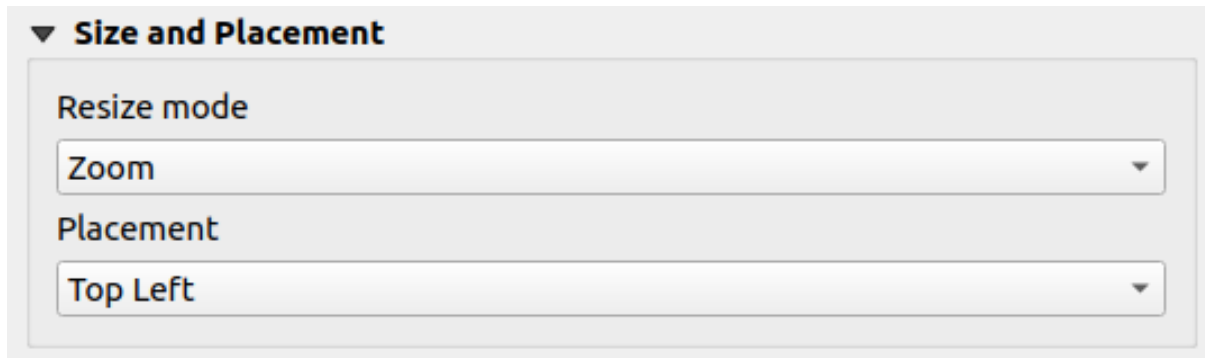 Size and Placement
Resize mode
Zoom
Placement
Top Left